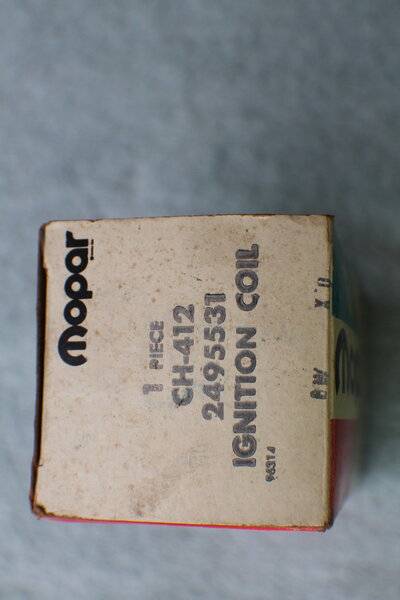 Mopar
1 PIECE
CH-412
2495531
IGNITION COIL
96314